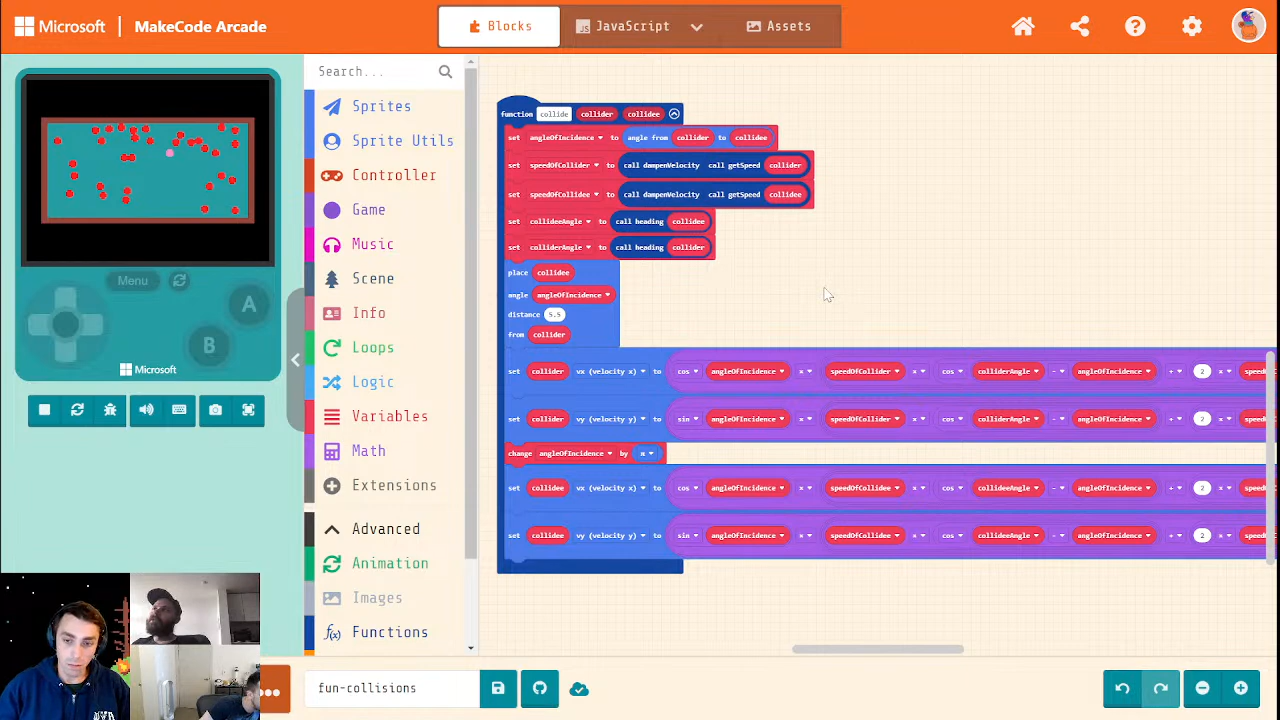 Microsoft | MakeCode Arcade
Blocks
JavaScript
Assets
Menu
A
B
Microsoft
Search...
Sprites
Sprite Utils
Controller
Game
Music
Scene
Info
Loops
Logic
Variables
Math
Extensions
Advanced
Animation
Images
Functions
function collide collider collidee
set angleOfIncidence to angle from collider to collidee
set speedOfCollider to call dampenVelocity call getSpeed collider
set speedOfCollidee to call dampenVelocity call getSpeed collidee
set collideeAngle to call heading collidee
set colliderAngle to call heading collider
place collidee
angle angleOfIncidence
distance 5.5
from collider
set collider vx (velocity x) to cos angleOfIncidence x speedOfCollider x cos colliderAngle - angleOfIncidence + 2 x speed
set collider vy (velocity y) to sin angleOfIncidence x speedOfCollider x cos colliderAngle - angleOfIncidence + 2 x speed
change angleOfIncidence by π
set collidee vx (velocity x) to cos angleOfIncidence x speedOfCollidee x cos collideeAngle - angleOfIncidence + 2 x speed
set collidee vy (velocity y) to sin angleOfIncidence x speedOfCollidee x cos collideeAngle - angleOfIncidence + 2 x speed
fun-collisions